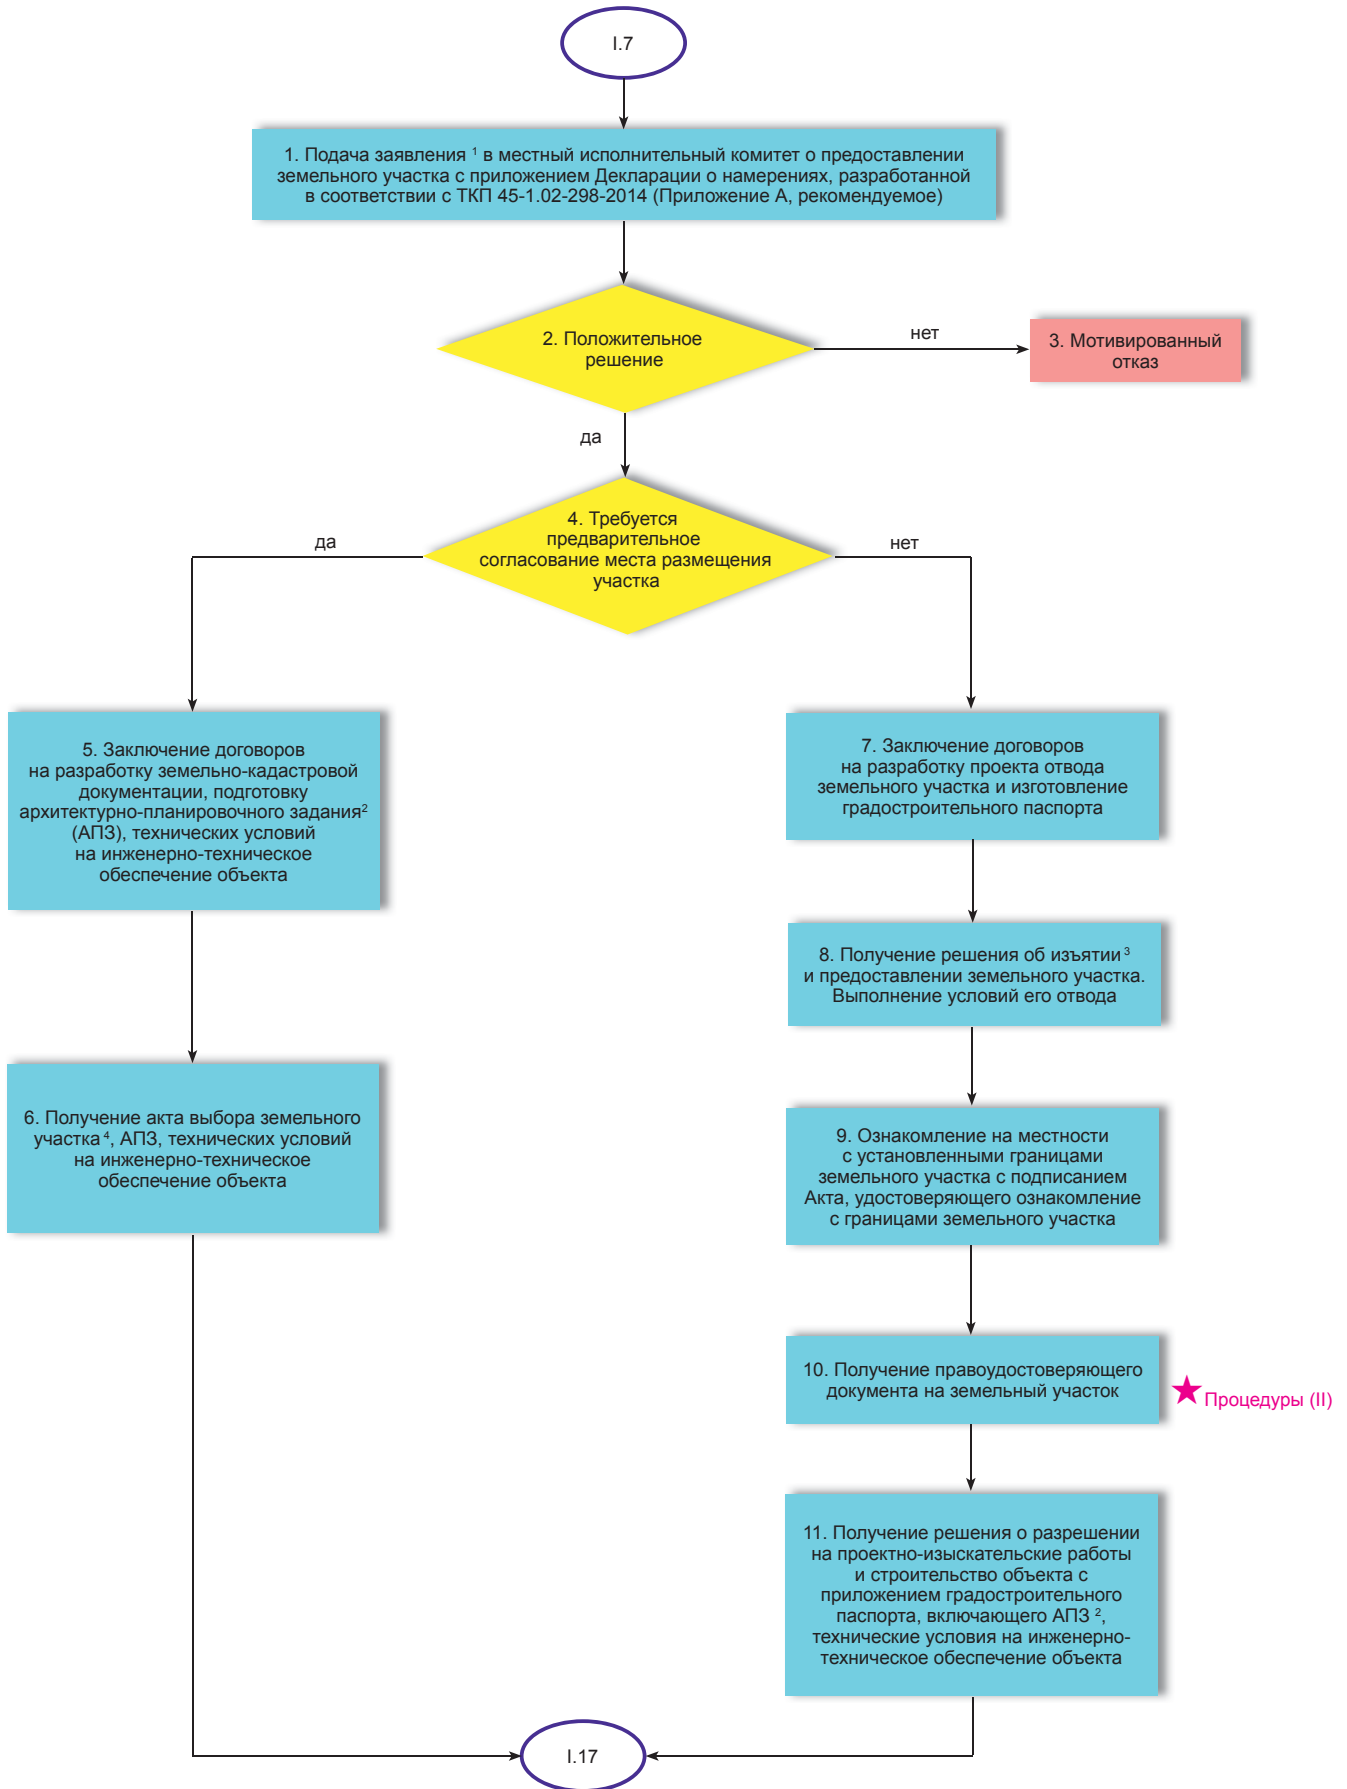 I.7
1. Подача заявления ¹ в местный исполнительный комитет о предоставлении
земельного участка с приложением Декларации о намерениях, разработанной
в соответствии с ТКП 45-1.02-298-2014 (Приложение А, рекомендуемое)
2. Положительное
решение
нет
3. Мотивированный
отказ
да
4. Требуется
предварительное
согласование места размещения
участка
да
нет
5. Заключение договоров
на разработку земельно-кадастровой
документации, подготовку
архитектурно-планировочного задания²
(АПЗ), технических условий
на инженерно-техническое
обеспечение объекта
7. Заключение договоров
на разработку проекта отвода
земельного участка и изготовление
градостроительного паспорта
8. Получение решения об изъятии ³
и предоставлении земельного участка.
Выполнение условий его отвода
6. Получение акта выбора земельного
участка ⁴, АПЗ, технических условий
на инженерно-техническое
обеспечение объекта
9. Ознакомление на местности
с установленными границами
земельного участка с подписанием
Акта, удостоверяющего ознакомление
с границами земельного участка
10. Получение правоудостоверяющего
документа на земельный участок
Процедуры (II)
11. Получение решения о разрешении
на проектно-изыскательские работы
и строительство объекта с
приложением градостроительного
паспорта, включающего АПЗ ²,
технические условия на инженерно-
техническое обеспечение объекта
I.17